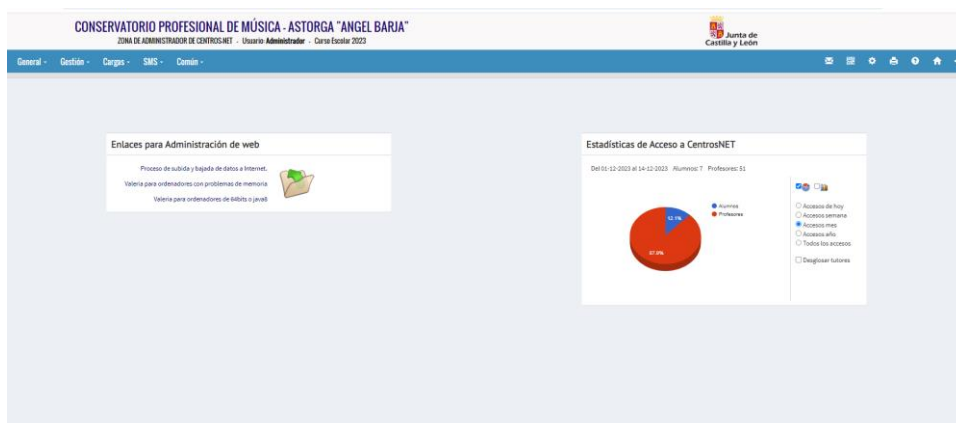 CONSERVATORIO PROFESIONAL DE MÚSICA - ASTORGA "ANGEL BARJA"
ZONA DE ADMINISTRADOR DE CENTROS.NET - Usuario Administrador - Curso Escolar 2023
Junta de
Castilla y León
General - Gestión - Cargas - SMS - Común -
Enlaces para Administración de web
Proceso de subida y bajada de datos a Internet.
Valeria para ordenadores con problemas de memoria
Valeria para ordenadores de 64bits o java8
Estadísticas de Acceso a CentrosNET
Del 01-12-2023 al 14-12-2023 Alumnos: 7 Profesores: 51
12.1%
87.9%
Alumnos
Profesores
Accesos de hoy
Accesos semana
Accesos mes
Accesos año
Todos los accesos
Desglosar tutores